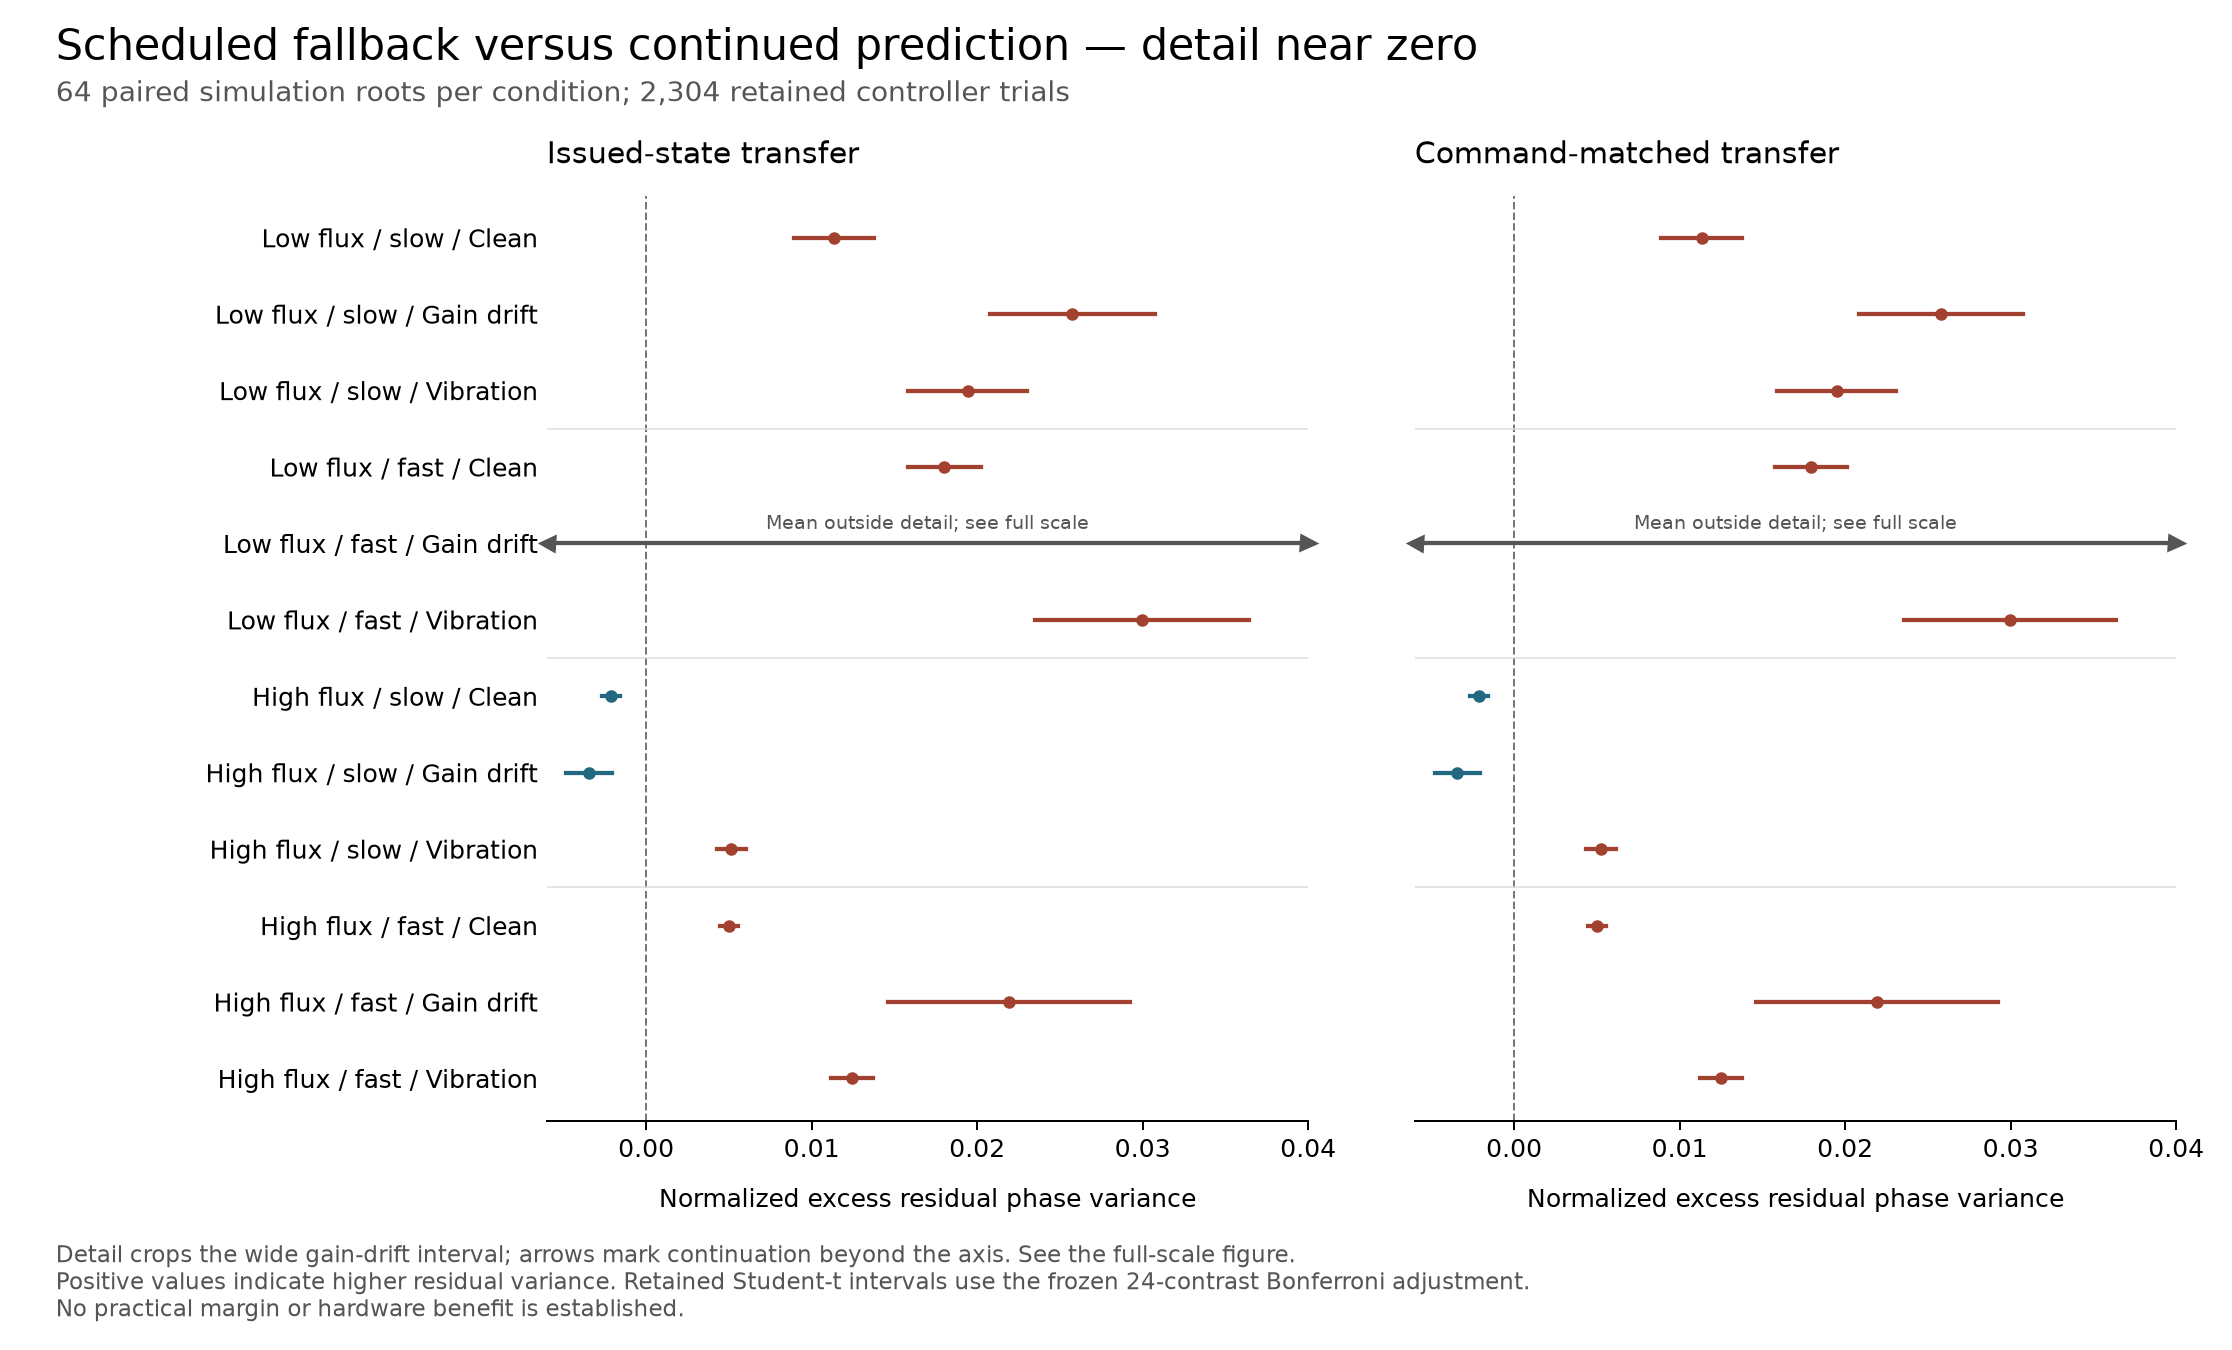 Scheduled fallback versus continued prediction — detail near zero
64 paired simulation roots per condition; 2,304 retained controller trials
Issued-state transfer
Command-matched transfer
Low flux / slow / Clean
Low flux / slow / Gain drift
Low flux / slow / Vibration
Low flux / fast / Clean
Mean outside detail; see full scale
Mean outside detail; see full scale
Low flux / fast / Gain drift
Low flux / fast / Vibration
High flux / slow / Clean
High flux / slow / Gain drift
High flux / slow / Vibration
High flux / fast / Clean
High flux / fast / Gain drift
High flux / fast / Vibration
0.00 0.01 0.02 0.03 0.04
0.00 0.01 0.02 0.03 0.04
Normalized excess residual phase variance
Normalized excess residual phase variance
Detail crops the wide gain-drift interval; arrows mark continuation beyond the axis. See the full-scale figure.
Positive values indicate higher residual variance. Retained Student-t intervals use the frozen 24-contrast Bonferroni adjustment.
No practical margin or hardware benefit is established.